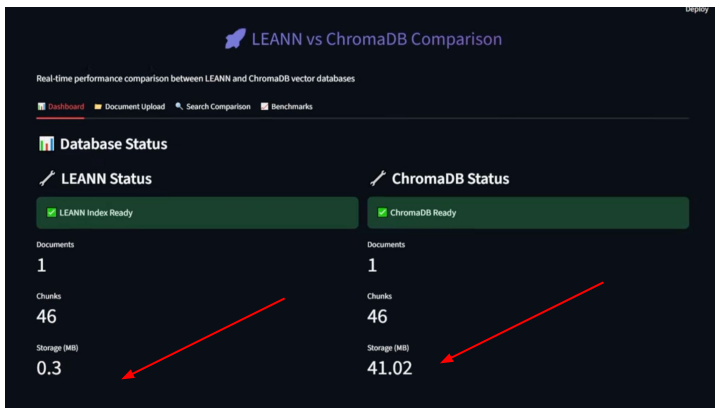 Deploy
LEANN vs ChromaDB Comparison
Real-time performance comparison between LEANN and ChromaDB vector databases
Dashboard Document Upload Search Comparison Benchmarks
Database Status
LEANN Status ChromaDB Status
LEANN Index Ready ChromaDB Ready
Documents Documents
1 1
Chunks Chunks
46 46
Storage (MB) Storage (MB)
0.3 41.02